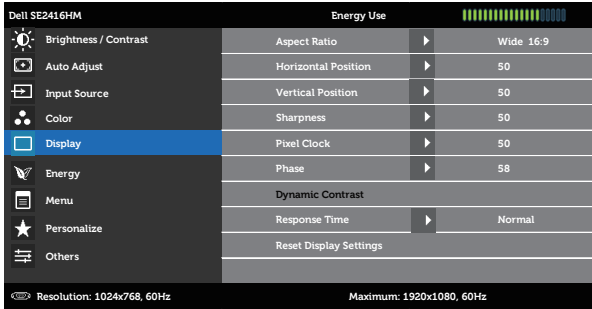 Dell SE2416HM Energy Use
Brightness / Contrast Aspect Ratio Wide 16:9
Auto Adjust Horizontal Position 50
Input Source Vertical Position 50
Color Sharpness 50
Display Pixel Clock 50
Energy Phase 58
Menu Dynamic Contrast
Personalize Response Time Normal
Others Reset Display Settings
Resolution: 1024x768, 60Hz Maximum: 1920x1080, 60Hz